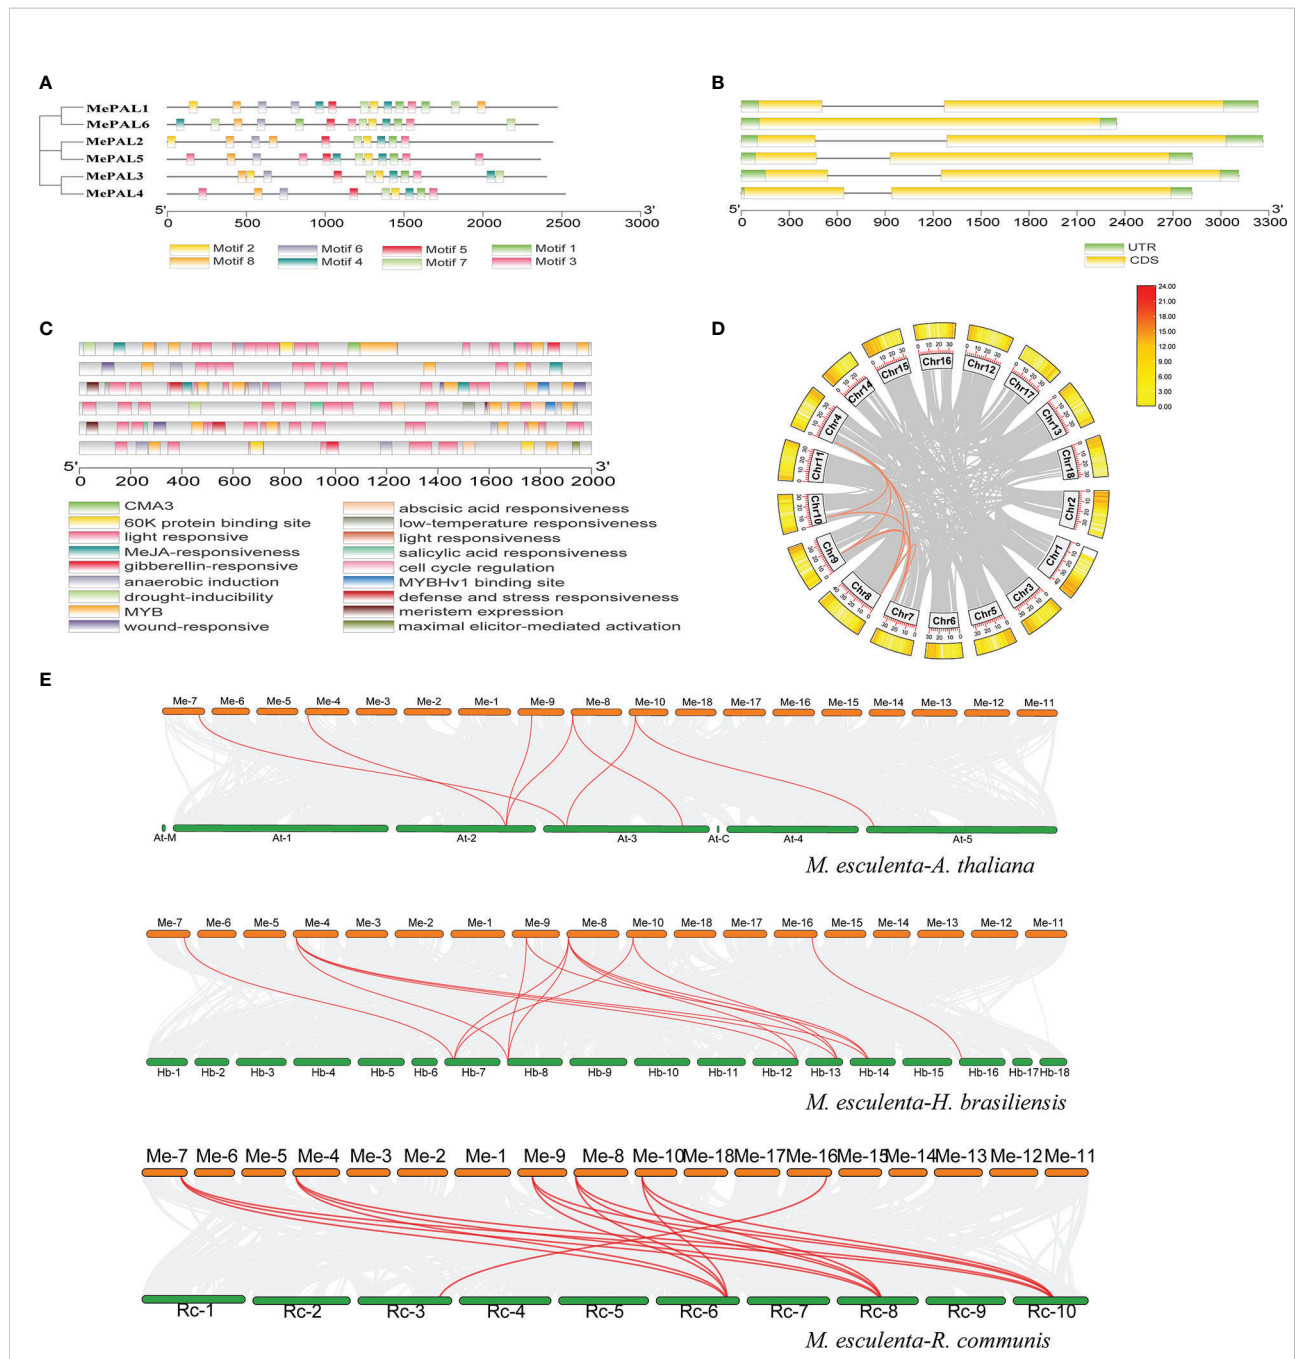 A
MePAL1
MePAL6
MePAL2
MePAL5
MePAL3
MePAL4
5' 3'
0 500 1000 1500 2000 2500 3000
Motif 2 Motif 6 Motif 5 Motif 1
Motif 8 Motif 4 Motif 7 Motif 3
B
5' 3'
0 300 600 900 1200 1500 1800 2100 2400 2700 3000 3300
UTR
CDS
C
5' 3'
0 200 400 600 800 1000 1200 1400 1600 1800 2000
CMA3
60K protein binding site
light responsive
MeJA-responsiveness
gibberellin-responsive
anaerobic induction
drought-inducibility
MYB
wound-responsive
abscisic acid responsiveness
low-temperature responsiveness
light responsiveness
salicylic acid responsiveness
cell cycle regulation
MYBHv1 binding site
defense and stress responsiveness
meristem expression
maximal elicitor-mediated activation
D
24.00
21.00
18.00
15.00
12.00
9.00
6.00
3.00
0.00
Chr16
Chr12
Chr17
Chr13
Chr18
Chr2
Chr1
Chr3
Chr5
Chr6
Chr7
Chr8
Chr9
Chr10
Chr11
Chr4
Chr14
Chr15
E
Me-7 Me-6 Me-5 Me-4 Me-3 Me-2 Me-1 Me-9 Me-8 Me-10 Me-18 Me-17 Me-16 Me-15 Me-14 Me-13 Me-12 Me-11
At-M At-1 At-2 At-3 At-C At-4 At-5
M. esculenta-A. thaliana
Me-7 Me-6 Me-5 Me-4 Me-3 Me-2 Me-1 Me-9 Me-8 Me-10 Me-18 Me-17 Me-16 Me-15 Me-14 Me-13 Me-12 Me-11
Hb-1 Hb-2 Hb-3 Hb-4 Hb-5 Hb-6 Hb-7 Hb-8 Hb-9 Hb-10 Hb-11 Hb-12 Hb-13 Hb-14 Hb-15 Hb-16 Hb-17 Hb-18
M. esculenta-H. brasiliensis
Me-7 Me-6 Me-5 Me-4 Me-3 Me-2 Me-1 Me-9 Me-8 Me-10 Me-18 Me-17 Me-16 Me-15 Me-14 Me-13 Me-12 Me-11
Rc-1 Rc-2 Rc-3 Rc-4 Rc-5 Rc-6 Rc-7 Rc-8 Rc-9 Rc-10
M. esculenta-R. communis